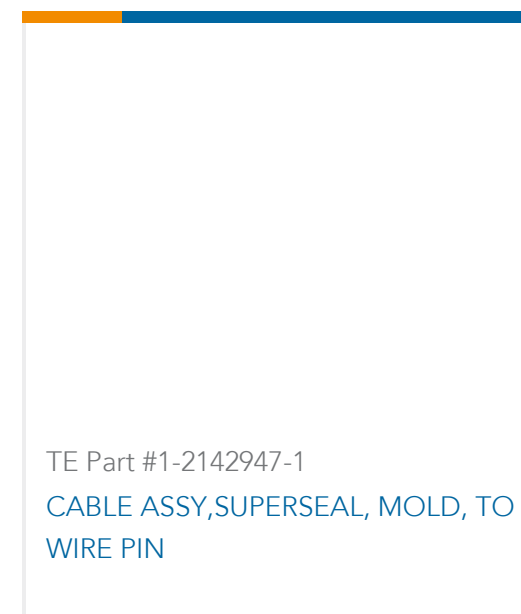 TE Part #1-2142947-1
CABLE ASSY,SUPERSEAL, MOLD, TO
WIRE PIN